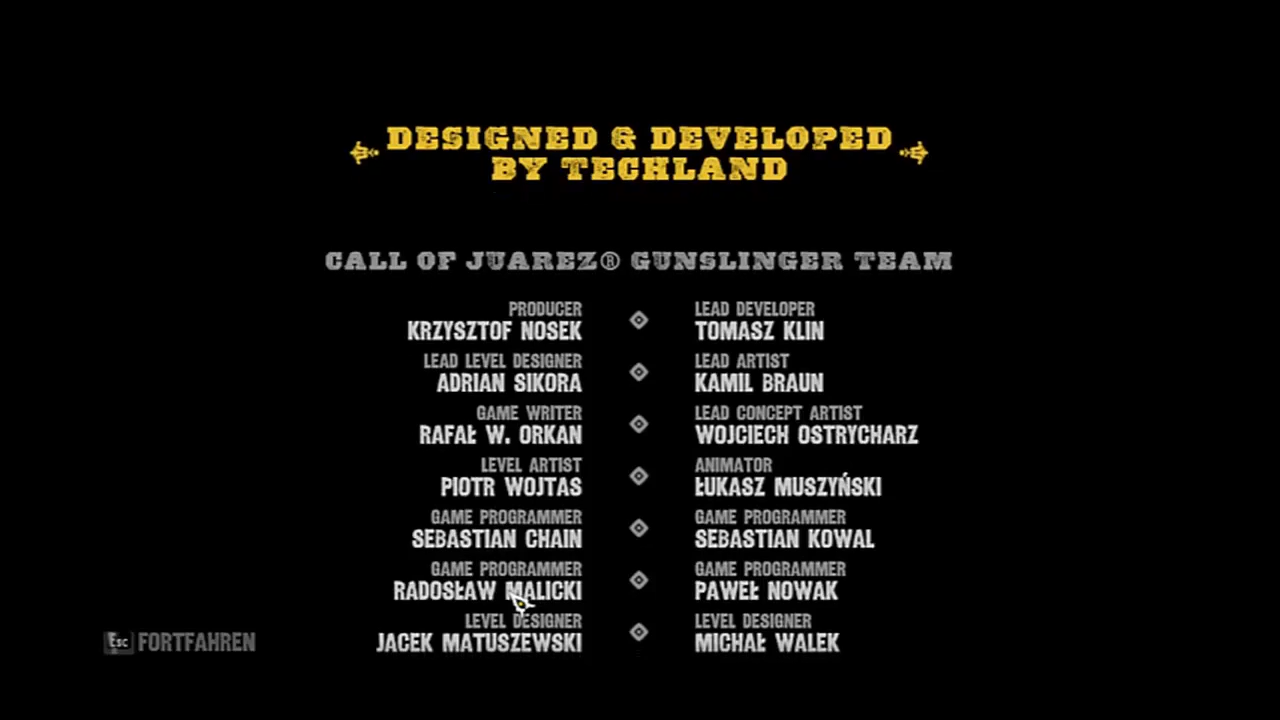 DESIGNED & DEVELOPED
BY TECHLAND
CALL OF JUAREZ® GUNSLINGER TEAM
PRODUCER
KRZYSZTOF NOSEK
LEAD DEVELOPER
TOMASZ KLIN
LEAD LEVEL DESIGNER
ADRIAN SIKORA
LEAD ARTIST
KAMIL BRAUN
GAME WRITER
RAFAŁ W. ORKAN
LEAD CONCEPT ARTIST
WOJCIECH OSTRYCHARZ
LEVEL ARTIST
PIOTR WOJTAS
ANIMATOR
ŁUKASZ MUSZYŃSKI
GAME PROGRAMMER
SEBASTIAN CHAIN
GAME PROGRAMMER
SEBASTIAN KOWAL
GAME PROGRAMMER
RADOSŁAW MALICKI
GAME PROGRAMMER
PAWEŁ NOWAK
LEVEL DESIGNER
JACEK MATUSZEWSKI
LEVEL DESIGNER
MICHAŁ WALEK
Esc FORTFAHREN